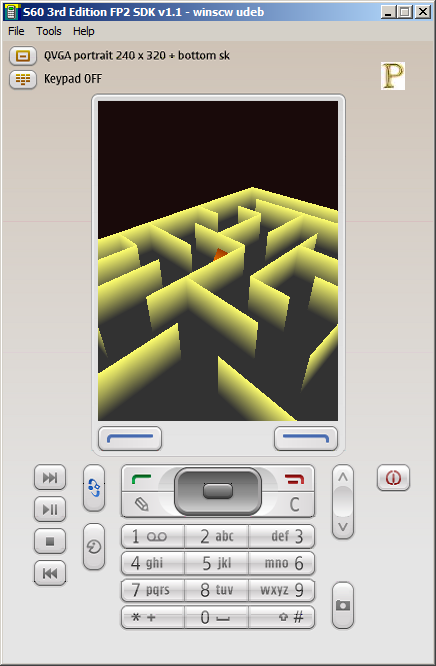 S60 3rd Edition FP2 SDK v1.1 - winscw udeb
File Tools Help
QVGA portrait 240 x 320 + bottom sk
Keypad OFF
P
C
1 2 abc def 3
4 ghi 5 jkl mno 6
7 pqrs 8 tuv wxyz 9
* + 0 #